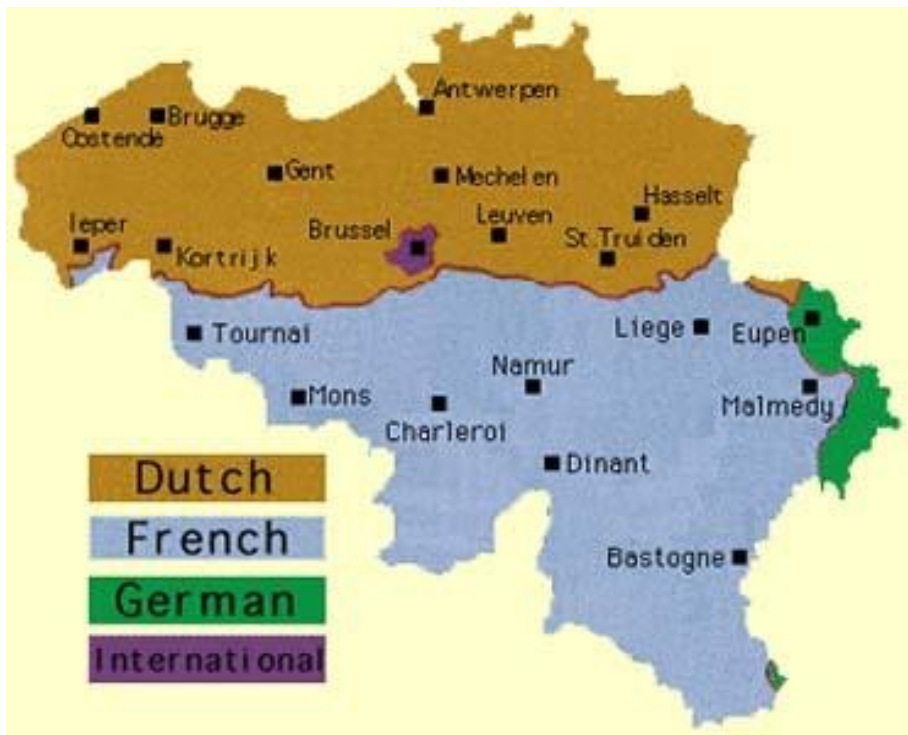 Antwerpen
Oostende
Brugge
Gent
Mechelen
Hasselt
Ieper
Brussel
Leuven
St.Truiden
Kortrijk
Tournai
Liege
Eupen
Namur
Mons
Malmedy
Charleroi
Dinant
Dutch
French
Bastogne
German
International